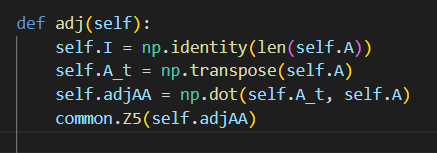 def adj(self):
    self.I = np.identity(len(self.A))
    self.A_t = np.transpose(self.A)
    self.adjAA = np.dot(self.A_t, self.A)
    common.Z5(self.adjAA)